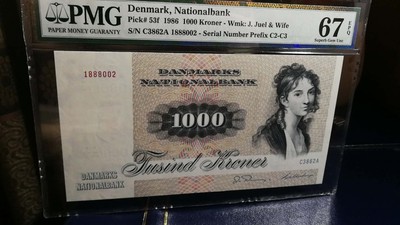 PMG
PAPER MONEY GUARANTY
Denmark, Nationalbank
Pick# 53f 1986 1000 Kroner - Wmk: J. Juel & Wife
S/N C3862A 1888002 - Serial Number Prefix C2-C3
67 EPQ
Superb Gem Unc
DANMARKS
NATIONALBANK
1888002
1000
Tusind Kroner
C3862A
DANMARKS
NATIONALBANK